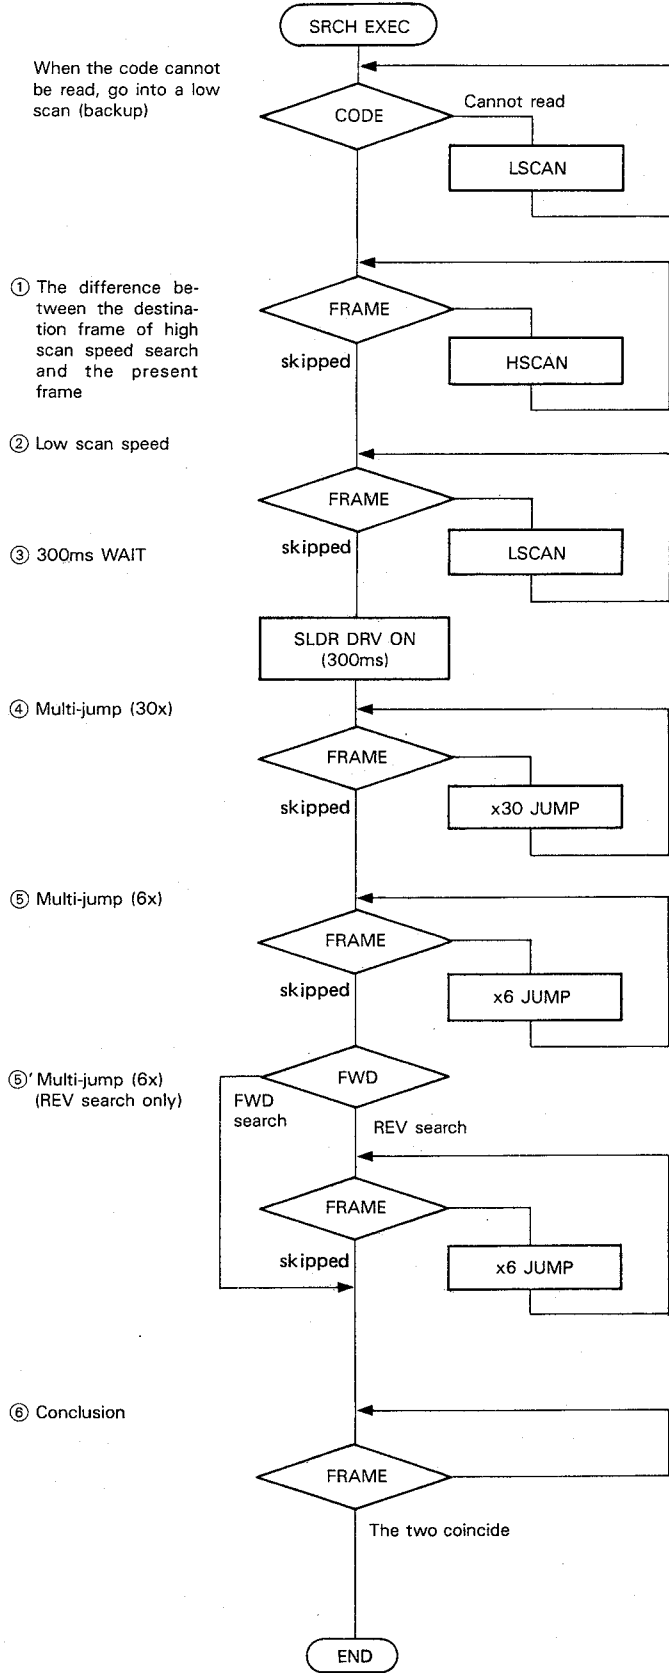 SRCH EXEC
When the code cannot
be read, go into a low
scan (backup)
CODE
Cannot read
LSCAN
① The difference be-
tween the destina-
tion frame of high
scan speed search
and the present
frame
FRAME
skipped
HSCAN
② Low scan speed
FRAME
skipped
LSCAN
③ 300ms WAIT
SLDR DRV ON
(300ms)
④ Multi-jump (30x)
FRAME
skipped
x30 JUMP
⑤ Multi-jump (6x)
FRAME
skipped
x6 JUMP
⑤' Multi-jump (6x)
(REV search only)
FWD
FWD
search
REV search
FRAME
skipped
x6 JUMP
⑥ Conclusion
FRAME
The two coincide
END